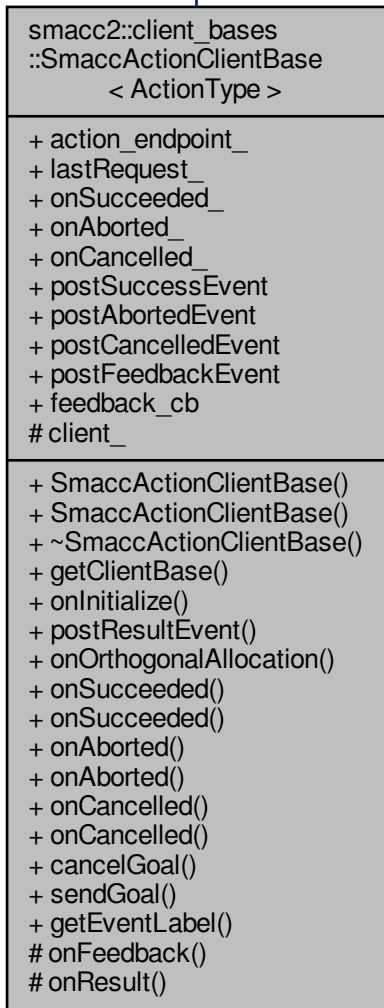 smacc2::client_bases
::SmaccActionClientBase
< ActionType >
+ action_endpoint_
+ lastRequest_
+ onSucceeded_
+ onAborted_
+ onCancelled_
+ postSuccessEvent
+ postAbortedEvent
+ postCancelledEvent
+ postFeedbackEvent
+ feedback_cb
# client_
+ SmaccActionClientBase()
+ SmaccActionClientBase()
+ ~SmaccActionClientBase()
+ getClientBase()
+ onInitialize()
+ postResultEvent()
+ onOrthogonalAllocation()
+ onSucceeded()
+ onSucceeded()
+ onAborted()
+ onAborted()
+ onCancelled()
+ onCancelled()
+ cancelGoal()
+ sendGoal()
+ getEventLabel()
# onFeedback()
# onResult()